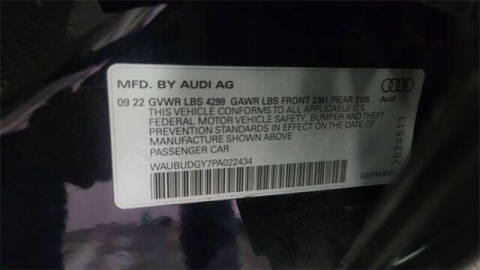 MFD. BY AUDI AG
09 22 GVWR LBS 4299 GAWR LBS FRONT 2381 /REAR 2105
THIS VEHICLE CONFORMS TO ALL APPLICABLE U.S.
FEDERAL MOTOR VEHICLE SAFETY, BUMPER AND THEFT
PREVENTION STANDARDS IN EFFECT ON THE DATE OF
MANUFACTURE SHOWN ABOVE
PASSENGER CAR
WAUBUDGY7PA022434
Audi
GERMANY
2824513